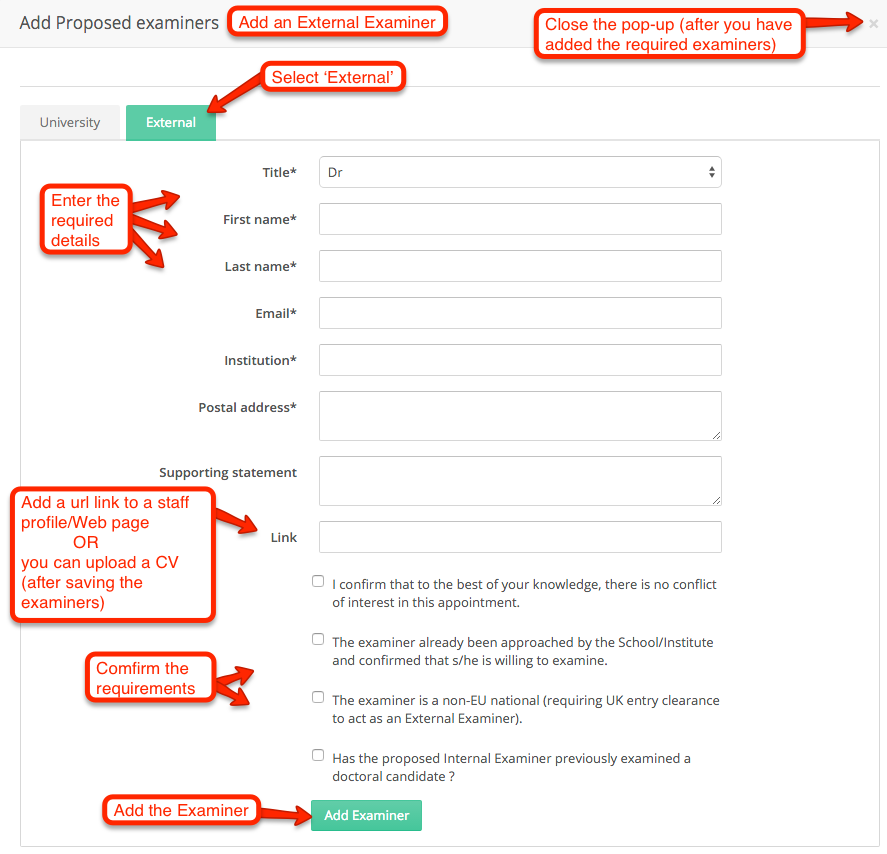 Add Proposed examiners
Add an External Examiner
Close the pop-up (after you have
added the required examiners)
×
Select ‘External’
University
External
Title*
Dr
Enter the
required
details
First name*
Last name*
Email*
Institution*
Postal address*
Supporting statement
Add a url link to a staff
profile/Web page
OR
you can upload a CV
(after saving the
examiners)
Link
I confirm that to the best of your knowledge, there is no conflict
of interest in this appointment.
The examiner already been approached by the School/Institute
and confirmed that s/he is willing to examine.
Comfirm the
requirements
The examiner is a non-EU national (requiring UK entry clearance
to act as an External Examiner).
Has the proposed Internal Examiner previously examined a
doctoral candidate ?
Add the Examiner
Add Examiner